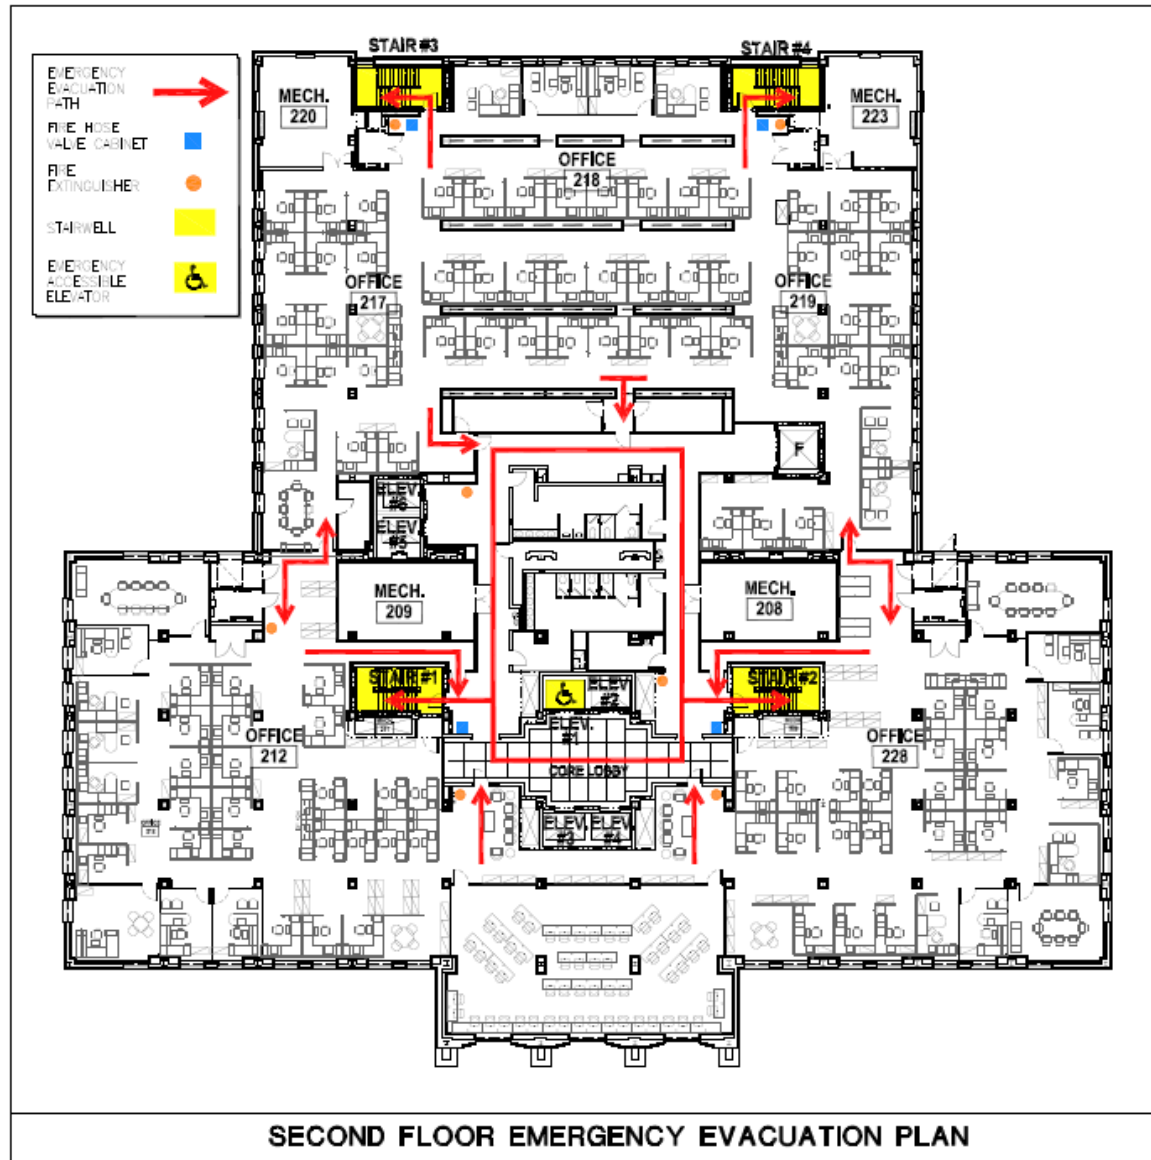 STAIR #3
STAIR #4
EMERGENCY
EVACUATION
PATH
FIRE HOSE
VALVE CABINET
FIRE
EXTINGUISHER
STAIRWELL
EMERGENCY
ACCESSIBLE
ELEVATOR
MECH.
220
MECH.
223
OFFICE
218
OFFICE
217
OFFICE
219
F
ELEV.
#6
ELEV.
#5
MECH.
209
MECH.
208
STAIR #1
STAIR #2
ELEV.
#2
ELEV.
#1
OFFICE
212
OFFICE
228
CORE LOBBY
ELEV.
#3
ELEV.
#4
SECOND FLOOR EMERGENCY EVACUATION PLAN